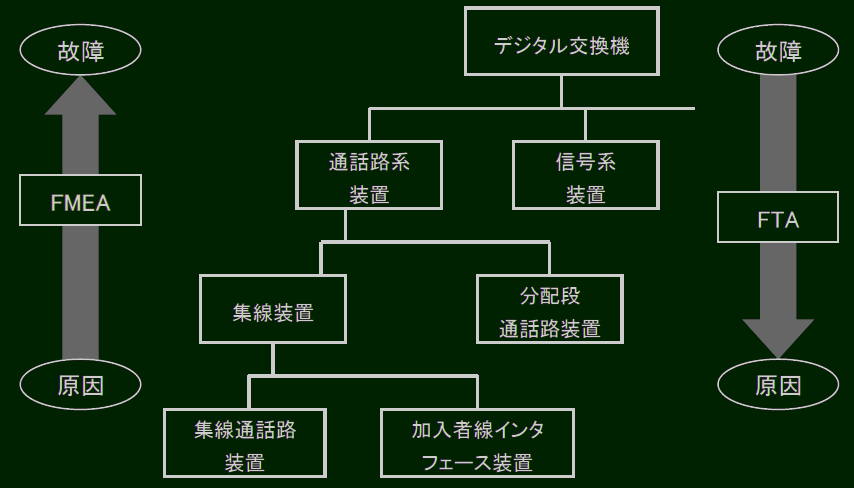 故障
デジタル交換機
故障
通話路系
装置
信号系
装置
FMEA
FTA
集線装置
分配段
通話路装置
原因
原因
集線通話路
装置
加入者線インタ
フェース装置